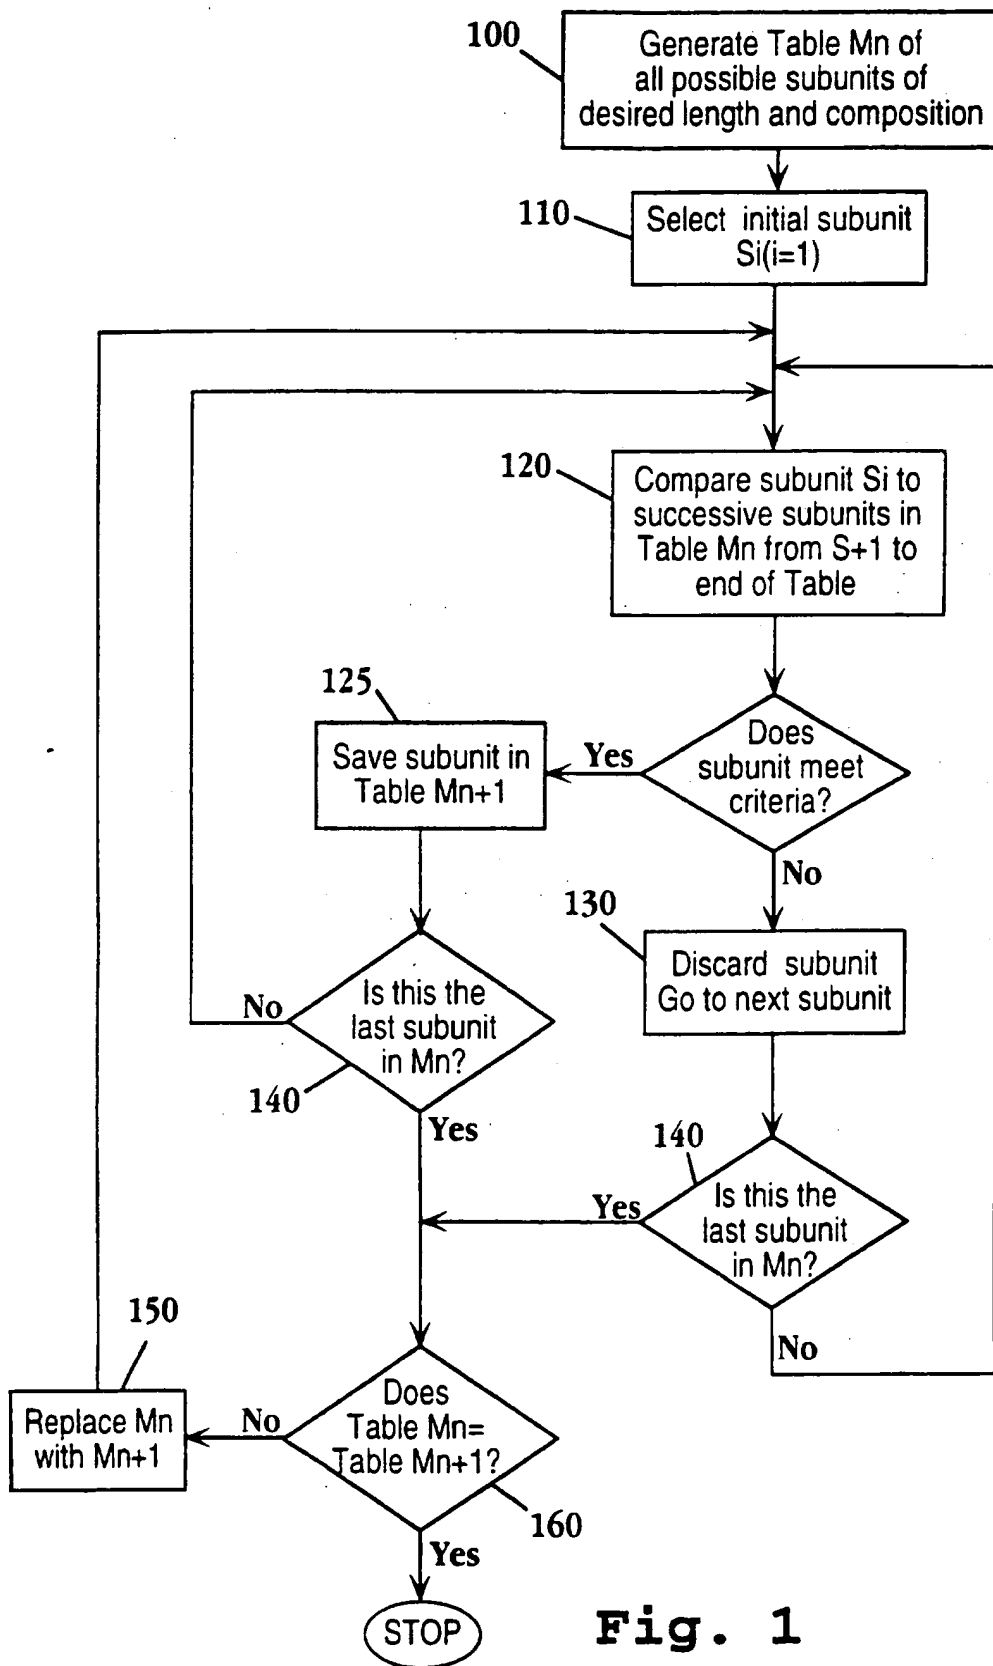 100
Generate Table Mn of
all possible subunits of
desired length and composition
110
Select initial subunit
Si(i=1)
120
Compare subunit Si to
successive subunits in
Table Mn from S+1 to
end of Table
Does
subunit meet
criteria?
Yes
No
125
Save subunit in
Table Mn+1
130
Discard subunit
Go to next subunit
Is this the
last subunit
in Mn?
No
140
Yes
140
Is this the
last subunit
in Mn?
Yes
No
150
Replace Mn
with Mn+1
No
Does
Table Mn=
Table Mn+1?
160
Yes
STOP
Fig. 1